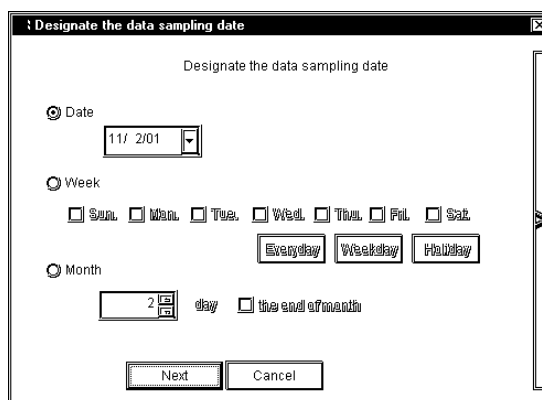 Designate the data sampling date
Designate the data sampling date
Date
11/ 2/01
Week
Sun. Mon. Tue. Wed. Thu. Fri. Sat.
Everyday Weekday Holiday
Month
2 day the end of month
Next Cancel